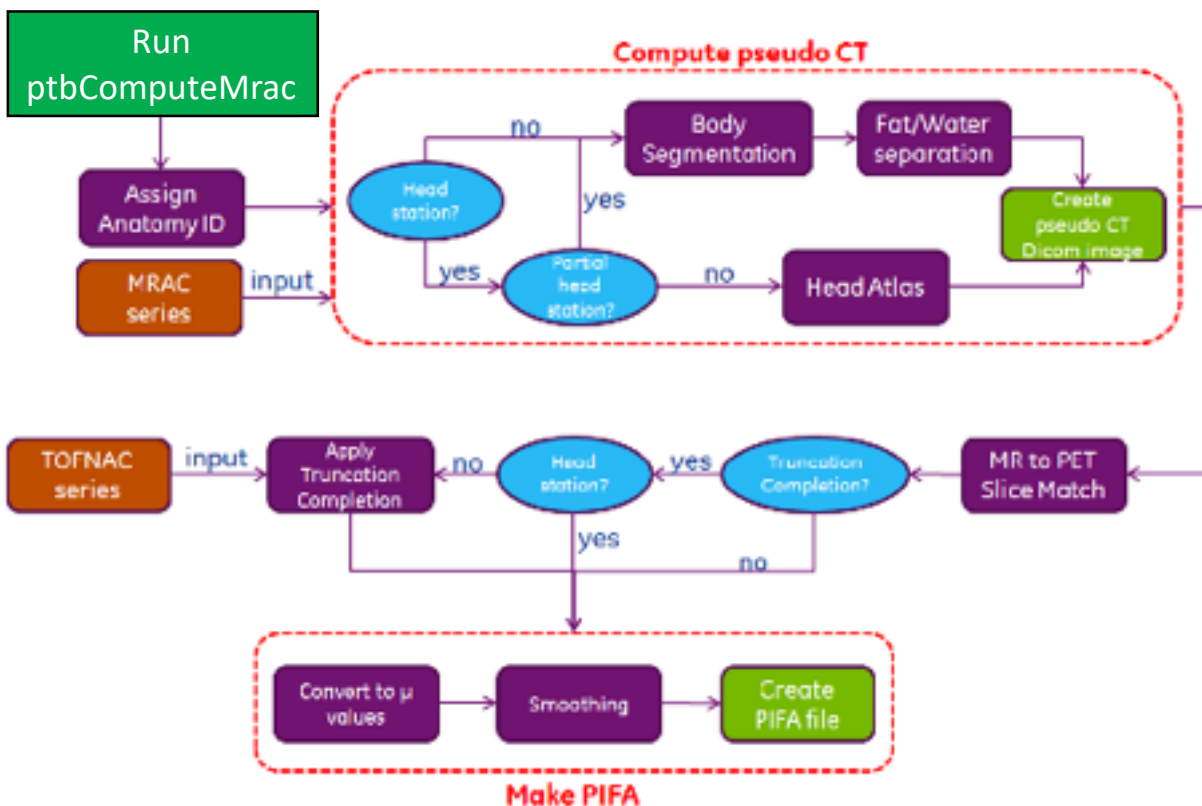 Run
ptbComputeMrac
Compute pseudo CT
no
Body
Segmentation
Fat/Water
separation
Assign
Anatomy ID
Head
station?
yes
Create
pseudo CT
Dicom image
MRAC
series
input
yes
Partial
head
station?
no
Head Atlas
TOFNAC
series
input
Apply
Truncation
Completion
no
Head
station?
yes
Truncation
Completion?
MR to PET
Slice Match
yes
no
Convert to μ
values
Smoothing
Create
PIFA file
Make PIFA